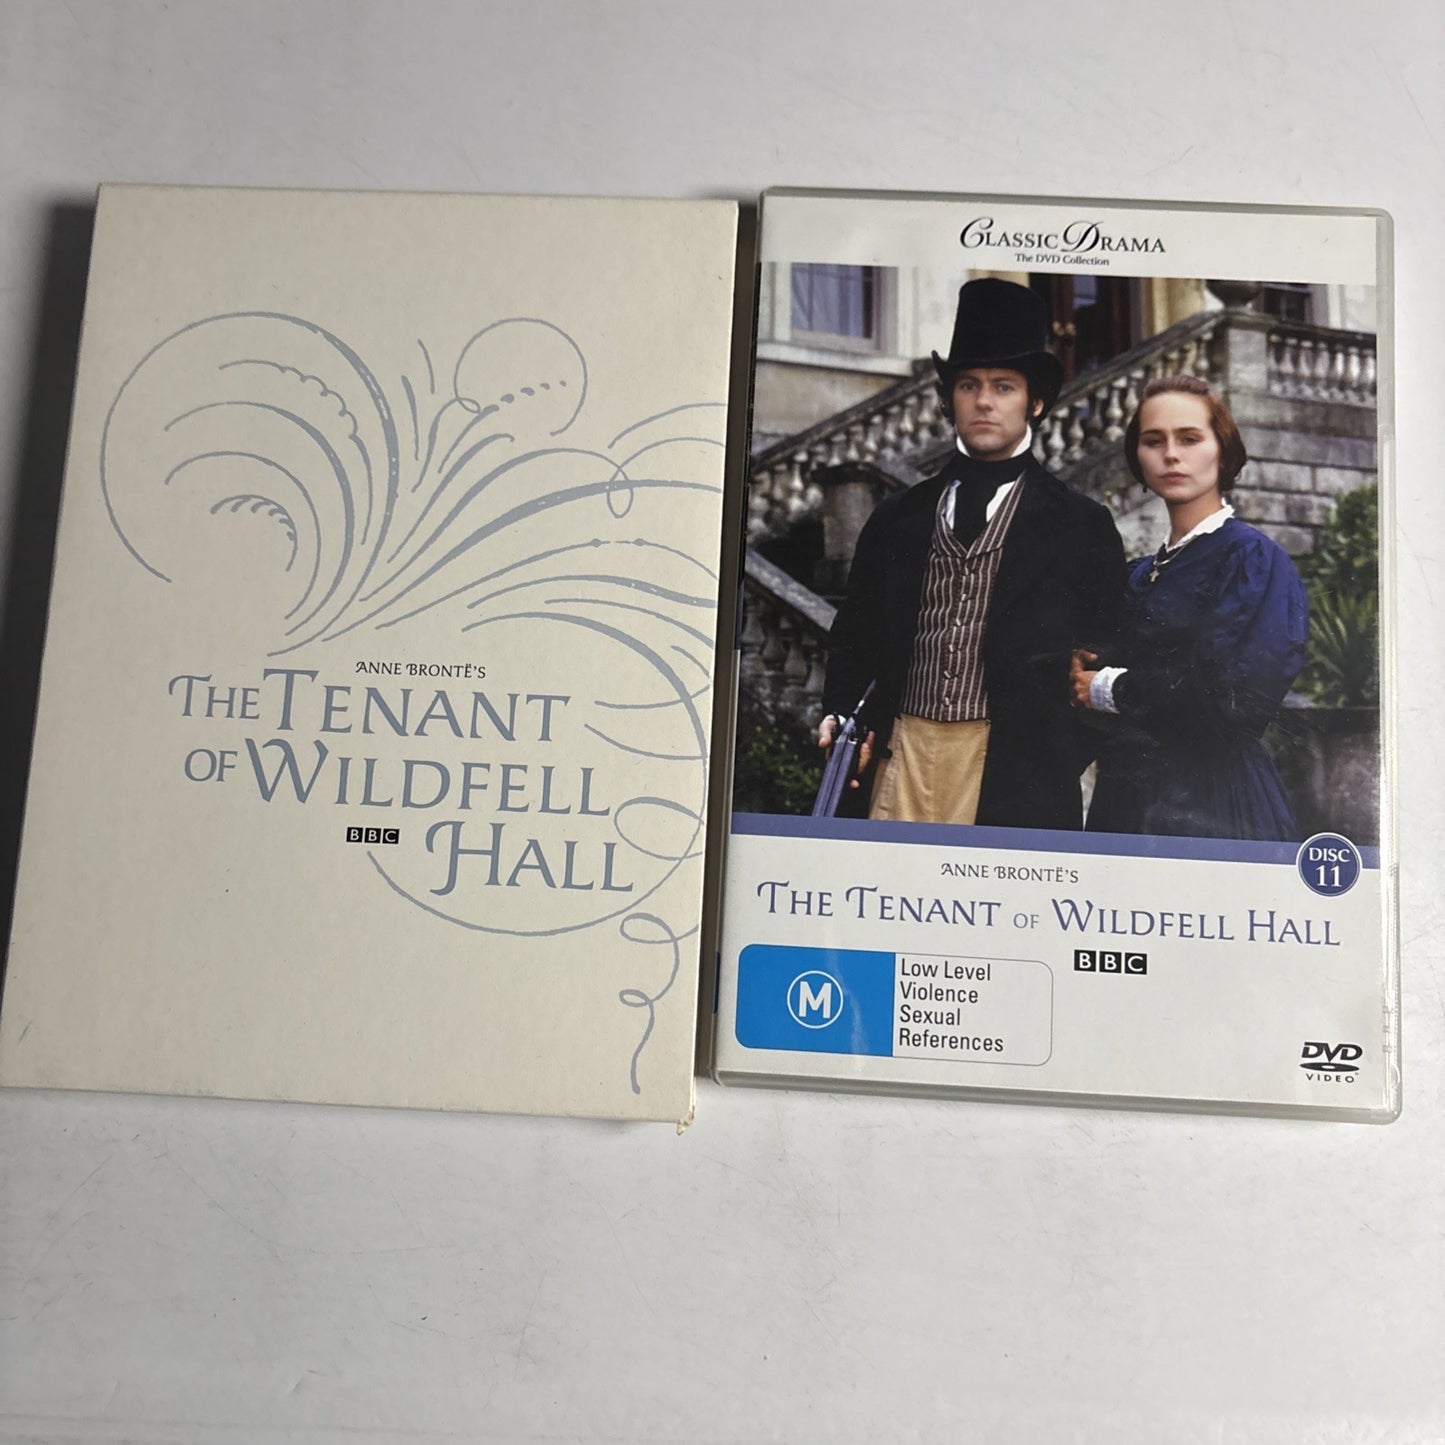 ANNE BRONTË'S
THE TENANT
OF WILDFELL
BBC HALL
CLASSIC DRAMA
The DVD Collection
DISC
11
ANNE BRONTË'S
THE TENANT OF WILDFELL HALL
BBC
M
Low Level
Violence
Sexual
References
DVD
VIDEO